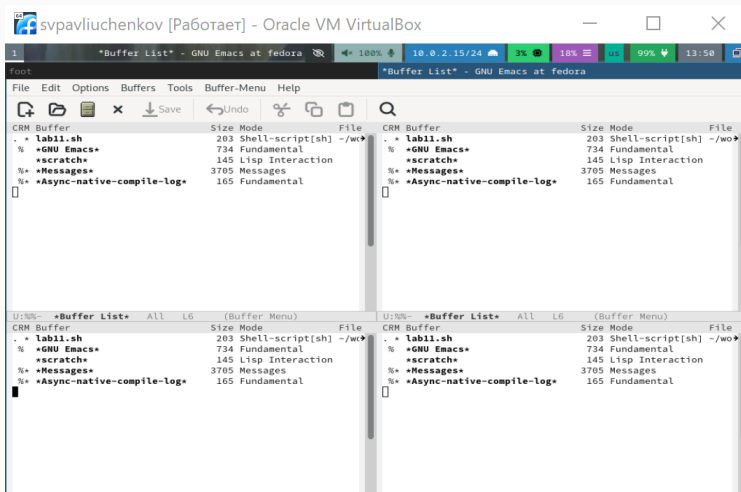 svpavliuchenkov [Работает] - Oracle VM VirtualBox
1 *Buffer List* - GNU Emacs at fedora 100% 10.0.2.15/24 3% 18% us 99% 13:50
foot *Buffer List* - GNU Emacs at fedora
File Edit Options Buffers Tools Buffer-Menu Help
Save Undo
CRM Buffer Size Mode File
. * lab11.sh 203 Shell-script[sh] ~/wo
% *GNU Emacs* 734 Fundamental
*scratch* 145 Lisp Interaction
%* *Messages* 3705 Messages
%* *Async-native-compile-log* 165 Fundamental
U:%%- *Buffer List* All L6 (Buffer Menu)
CRM Buffer Size Mode File
. * lab11.sh 203 Shell-script[sh] ~/wo
% *GNU Emacs* 734 Fundamental
*scratch* 145 Lisp Interaction
%* *Messages* 3705 Messages
%* *Async-native-compile-log* 165 Fundamental
U:%%- *Buffer List* All L6 (Buffer Menu)
CRM Buffer Size Mode File
. * lab11.sh 203 Shell-script[sh] ~/wo
% *GNU Emacs* 734 Fundamental
*scratch* 145 Lisp Interaction
%* *Messages* 3705 Messages
%* *Async-native-compile-log* 165 Fundamental
CRM Buffer Size Mode File
. * lab11.sh 203 Shell-script[sh] ~/wo
% *GNU Emacs* 734 Fundamental
*scratch* 145 Lisp Interaction
%* *Messages* 3705 Messages
%* *Async-native-compile-log* 165 Fundamental